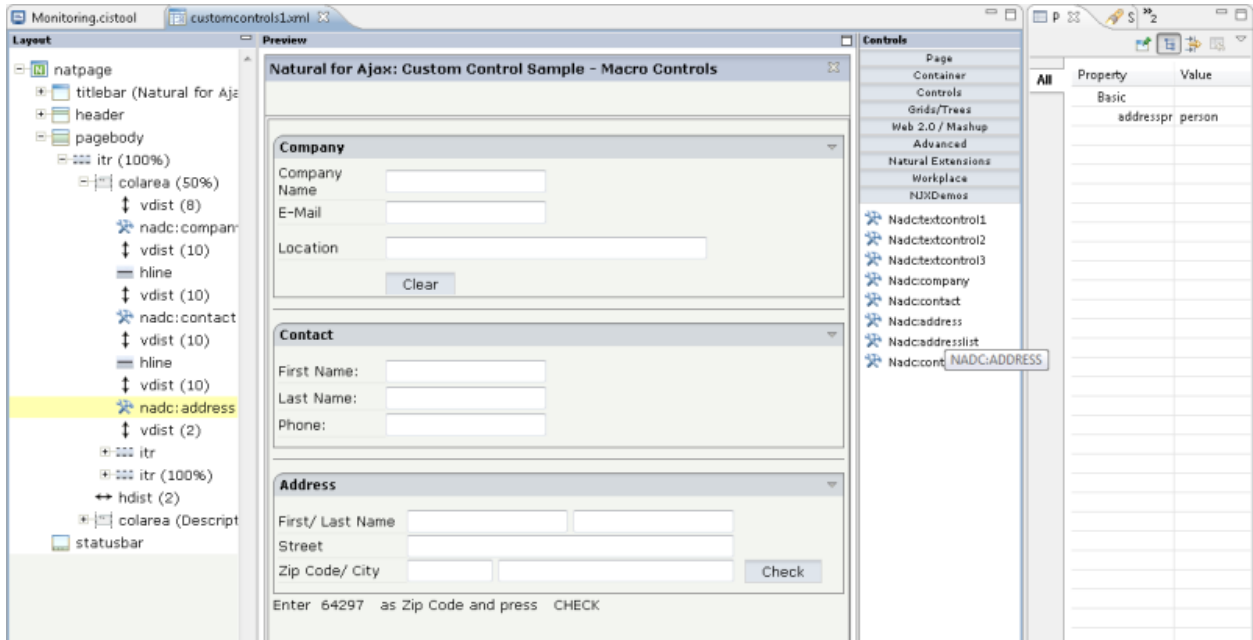 Monitoring.cistool
customcontrols1.xml
P
S
»2
Layout
natpage
titlebar (Natural for Aja
header
pagebody
itr (100%)
colarea (50%)
vdist (8)
nadc:compan
vdist (10)
hline
vdist (10)
nadc:contact
vdist (10)
hline
vdist (10)
nadc:address
vdist (2)
itr
itr (100%)
hdist (2)
colarea (Descript
statusbar
Preview
Natural for Ajax: Custom Control Sample - Macro Controls
Company
Company Name
E-Mail
Location
Clear
Contact
First Name:
Last Name:
Phone:
Address
First/ Last Name
Street
Zip Code/ City
Check
Enter 64297 as Zip Code and press CHECK
Controls
Page
Container
Controls
Grids/Trees
Web 2.0 / Mashup
Advanced
Natural Extensions
Workplace
NJXDemos
Nadc:textcontrol1
Nadc:textcontrol2
Nadc:textcontrol3
Nadc:company
Nadc:contact
Nadc:address
Nadc:addresslist
Nadc:cont
NADC:ADDRESS
All
Property Value
Basic
addresspr person